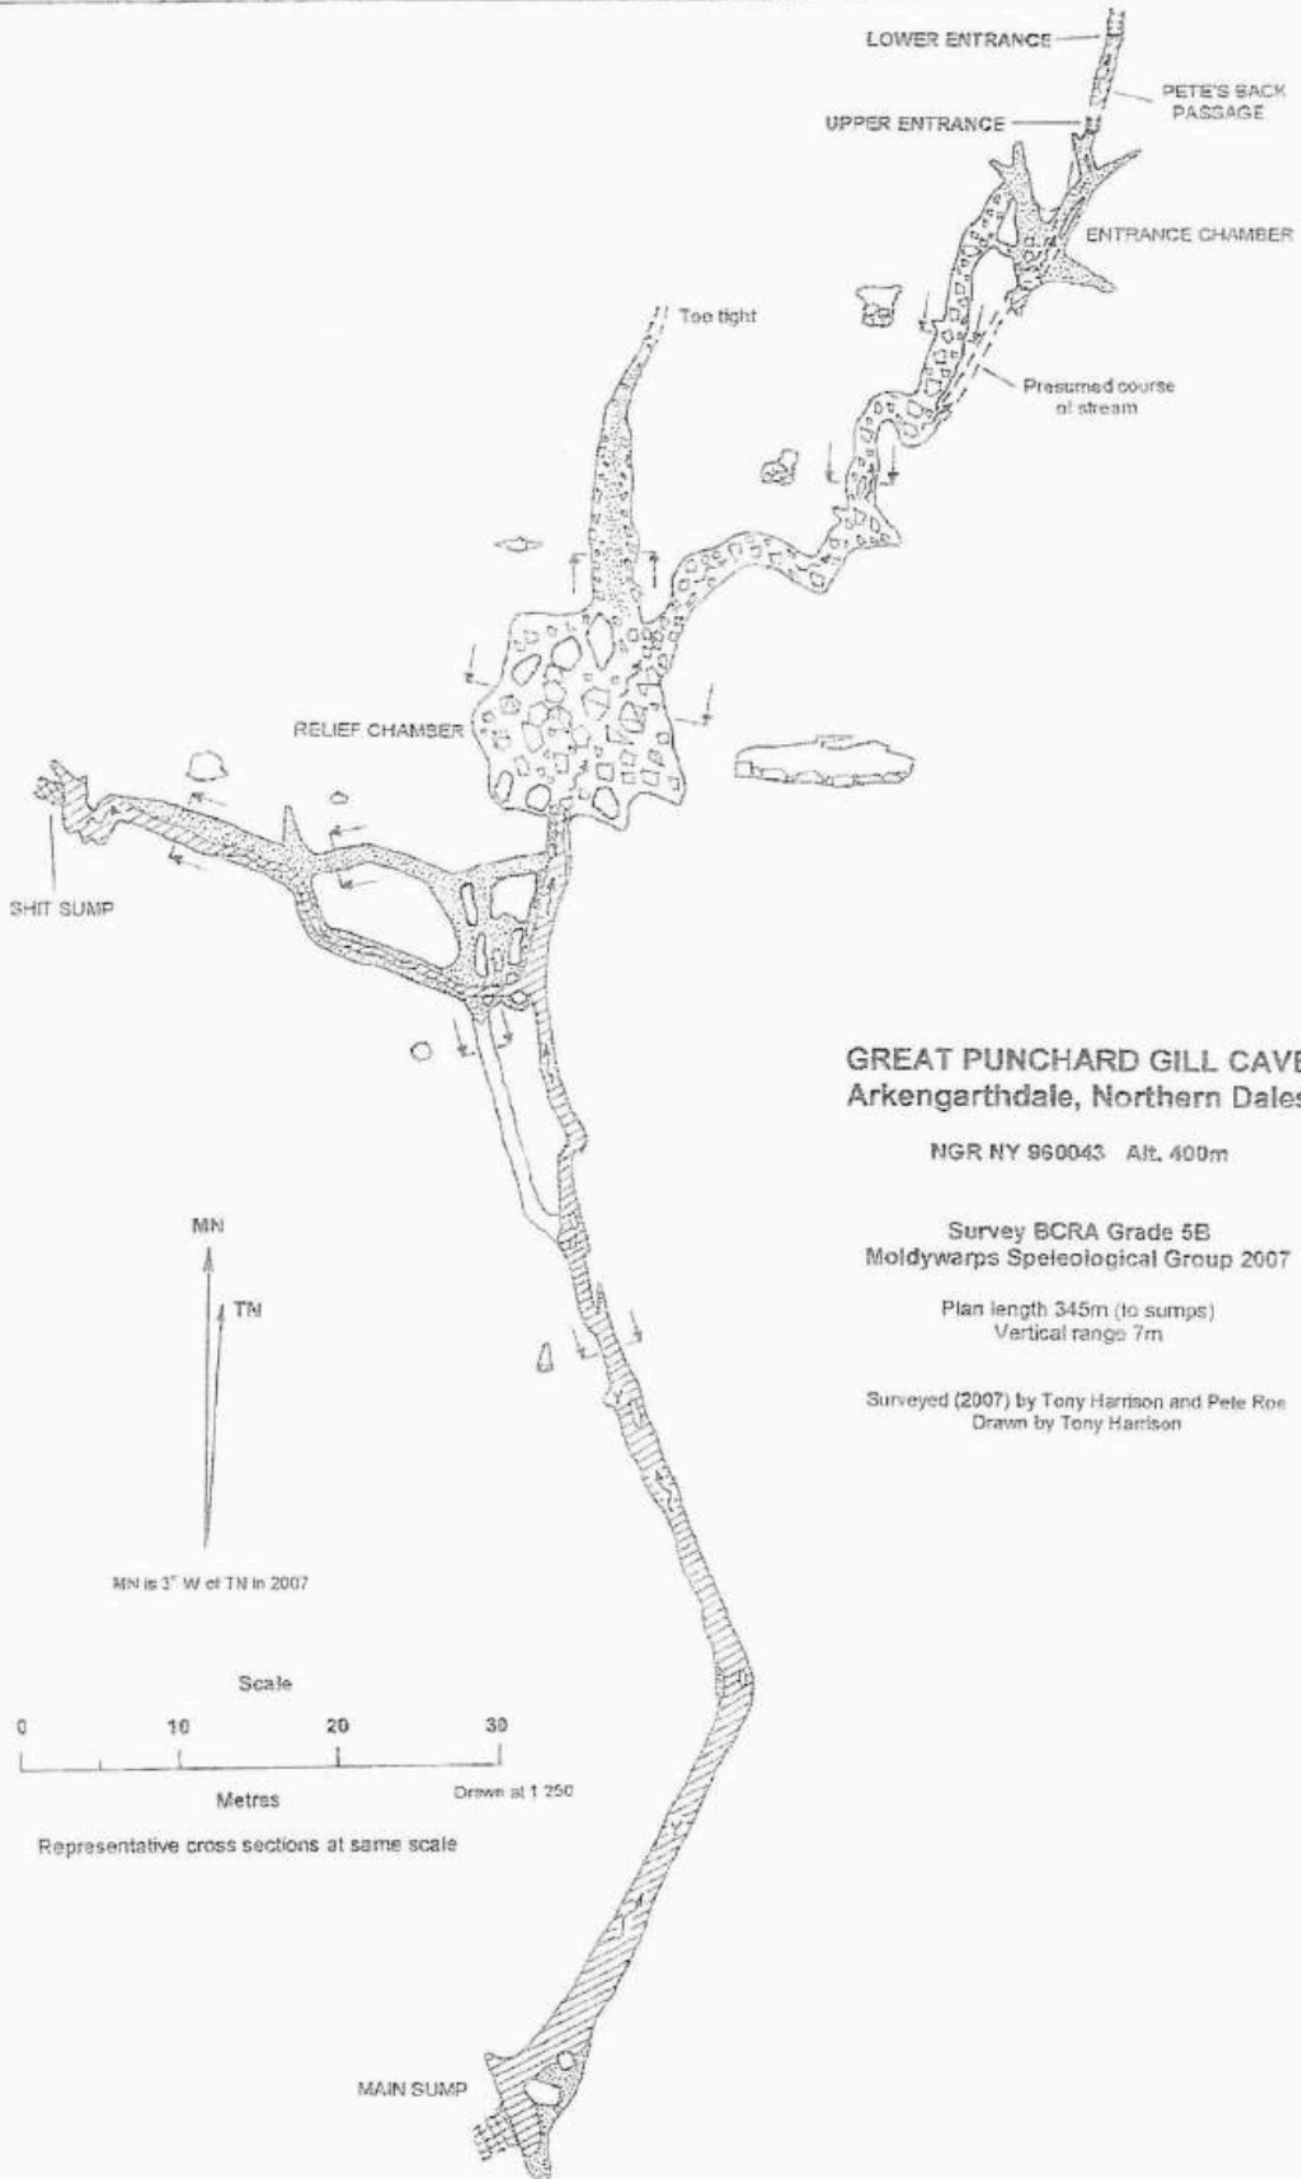 LOWER ENTRANCE
PETE'S BACK
PASSAGE
UPPER ENTRANCE
ENTRANCE CHAMBER
Too tight
Presumed course
of stream
RELIEF CHAMBER
SHIT SUMP
GREAT PUNCHARD GILL CAVE
Arkengarthdale, Northern Dales
NGR NY 960043 Alt. 400m
Survey BCRA Grade 5B
Moldywarps Speleological Group 2007
Plan length 345m (to sumps)
Vertical range 7m
Surveyed (2007) by Tony Harrison and Pete Roe
Drawn by Tony Harrison
MN
TN
MN is 3° W of TN in 2007
Scale
0 10 20 30
Metres
Drawn at 1 250
Representative cross sections at same scale
MAIN SUMP